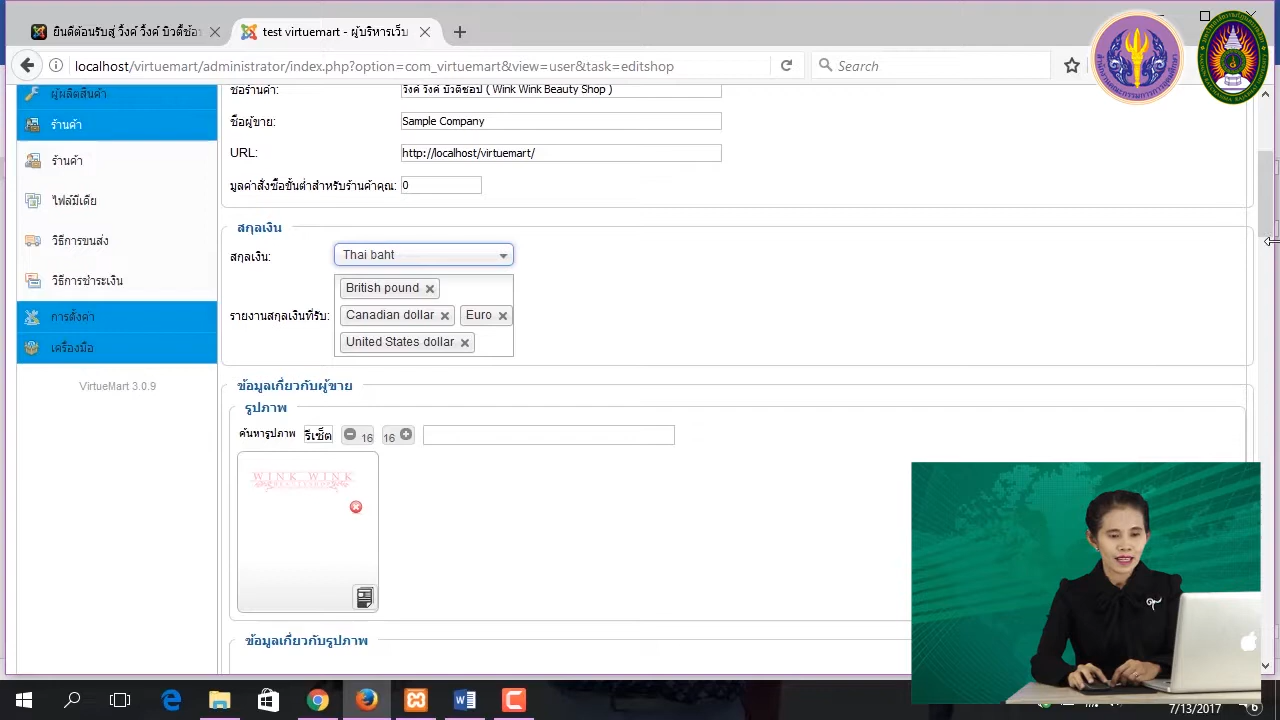 ยินดีต้อนรับสู่ วิ้งค์ วิ้งค์ บิวตี้ช้อ
test virtuemart - ผู้บริหารเว็บ
localhost/virtuemart/administrator/index.php?option=com_virtuemart&view=user&task=editshop
Search
ผู้ผลิตสินค้า
ร้านค้า
ร้านค้า
ไฟล์มีเดีย
วิธีการขนส่ง
วิธีการชำระเงิน
การตั้งค่า
เครื่องมือ
VirtueMart 3.0.9
ชื่อร้านค้า:
วิ้งค์ วิ้งค์ บิวตี้ชอป ( Wink Wink Beauty Shop )
ชื่อผู้ขาย:
Sample Company
URL:
http://localhost/virtuemart/
มูลค่าสั่งซื้อขั้นต่ำสำหรับร้านค้าคุณ:
0
สกุลเงิน
สกุลเงิน:
Thai baht
รายงานสกุลเงินที่รับ:
British pound
Canadian dollar
Euro
United States dollar
ข้อมูลเกี่ยวกับผู้ขาย
รูปภาพ
ค้นหารูปภาพ
รีเซ็ต
16
16
WINK WINK
ข้อมูลเกี่ยวกับรูปภาพ
7/13/2017
6